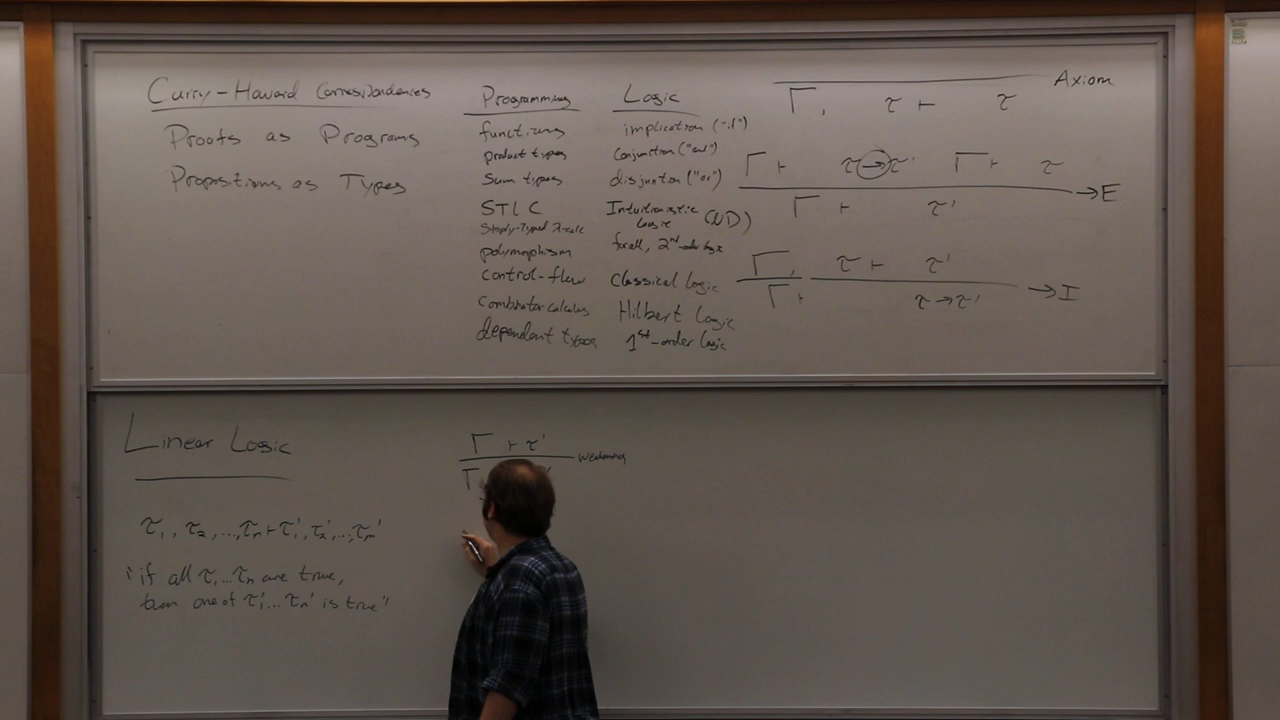 Curry-Howard Correspondences
Proofs as Programs
Propositions as Types
Programming Logic
functions implication ("if")
product types Conjunction ("and")
Sum types disjuntion ("or")
STLC Intuitionistic Logic (ND)
Simply-Typed λ-calc
polymorphism forall, 2nd-order logic
control-flow Classical Logic
Combinator calculus Hilbert Logic
dependent types 1st-order logic
Axiom
Γ, τ ⊢ τ
Γ ⊢ τ→τ' Γ ⊢ τ
→E
Γ ⊢ τ'
Γ, τ ⊢ τ'
→I
Γ ⊢ τ→τ'
Linear Logic
τ₁, τ₂, ..., τₙ ⊢ τ₁', τ₂', ..., τₘ'
"if all τ₁...τₙ are true,
then one of τ₁'...τₙ' is true"
Γ ⊢ τ'
weakening
Γ